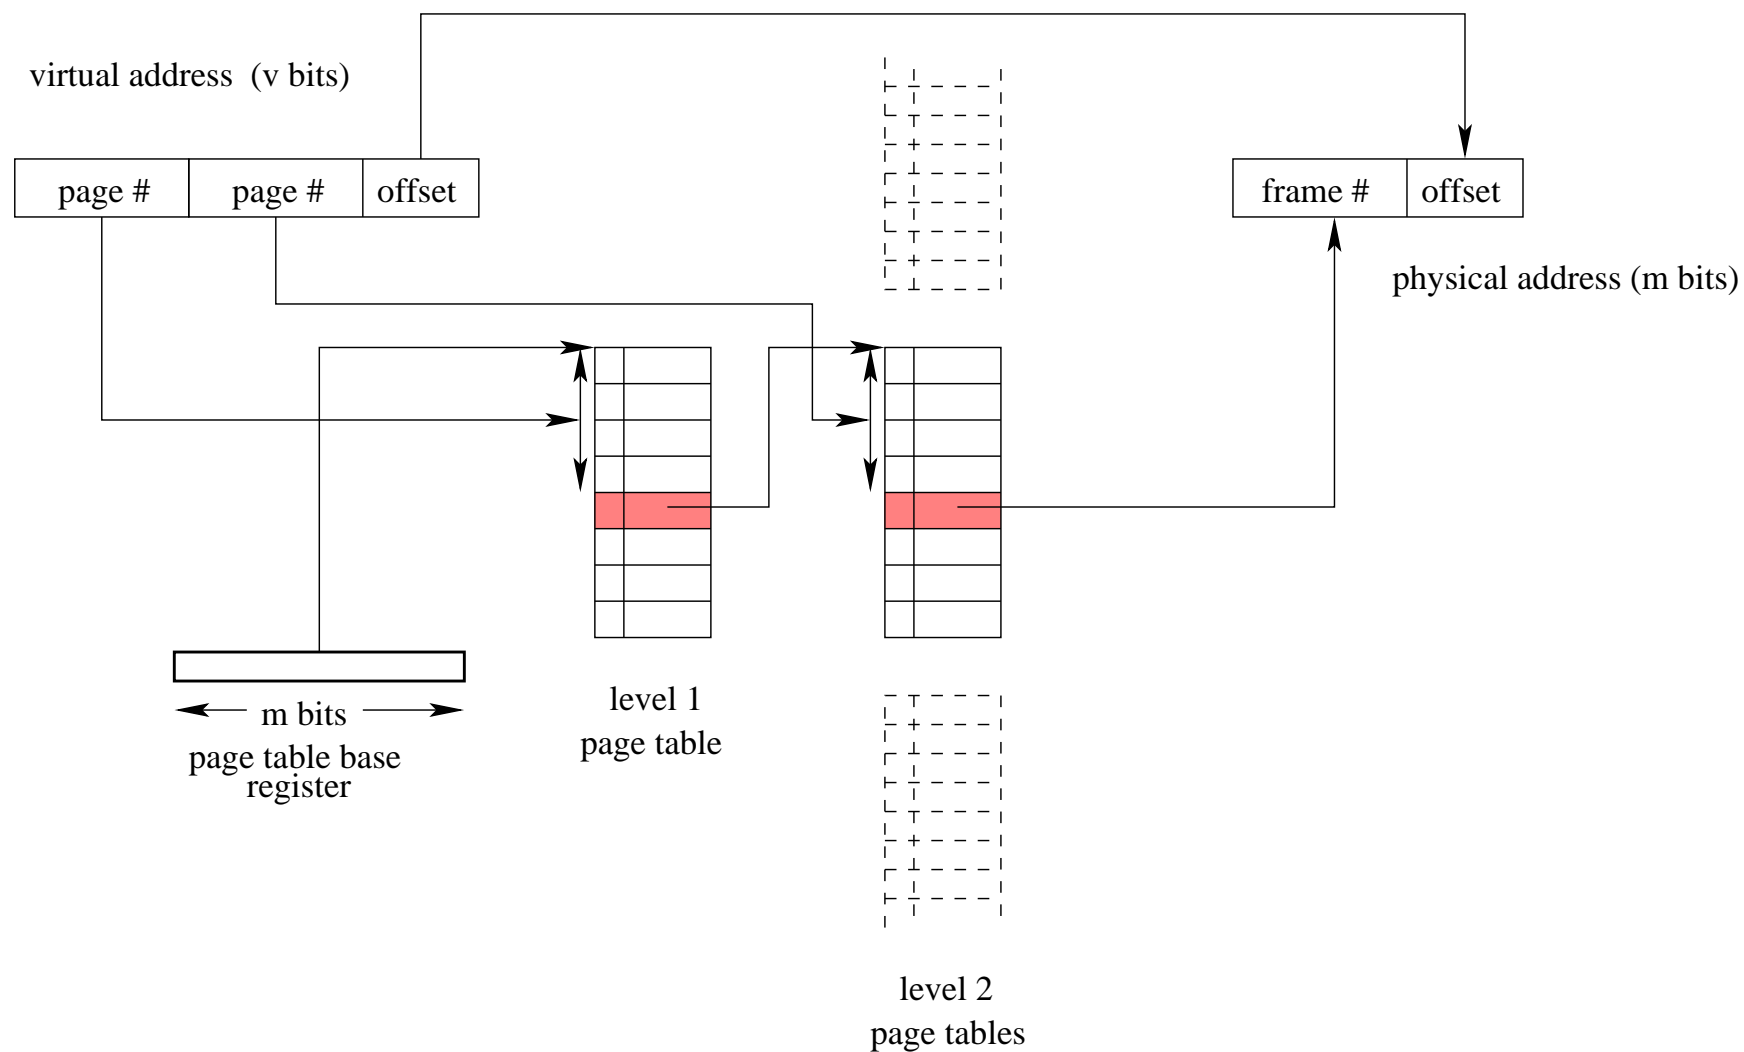 virtual address (v bits)
page # page # offset
frame # offset
physical address (m bits)
m bits
page table base
register
level 1
page table
level 2
page tables